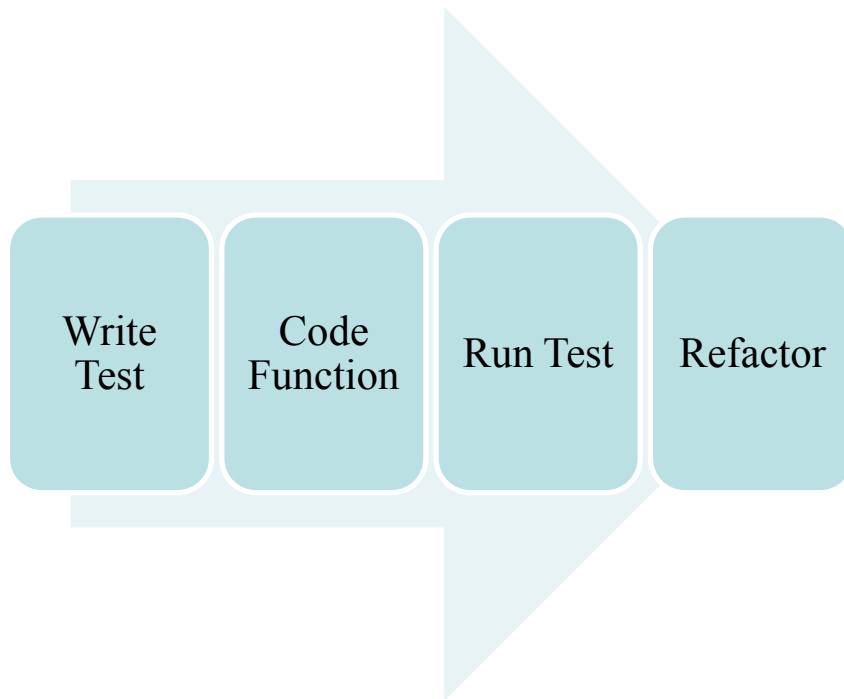 Write
Test
Code
Function
Run Test
Refactor